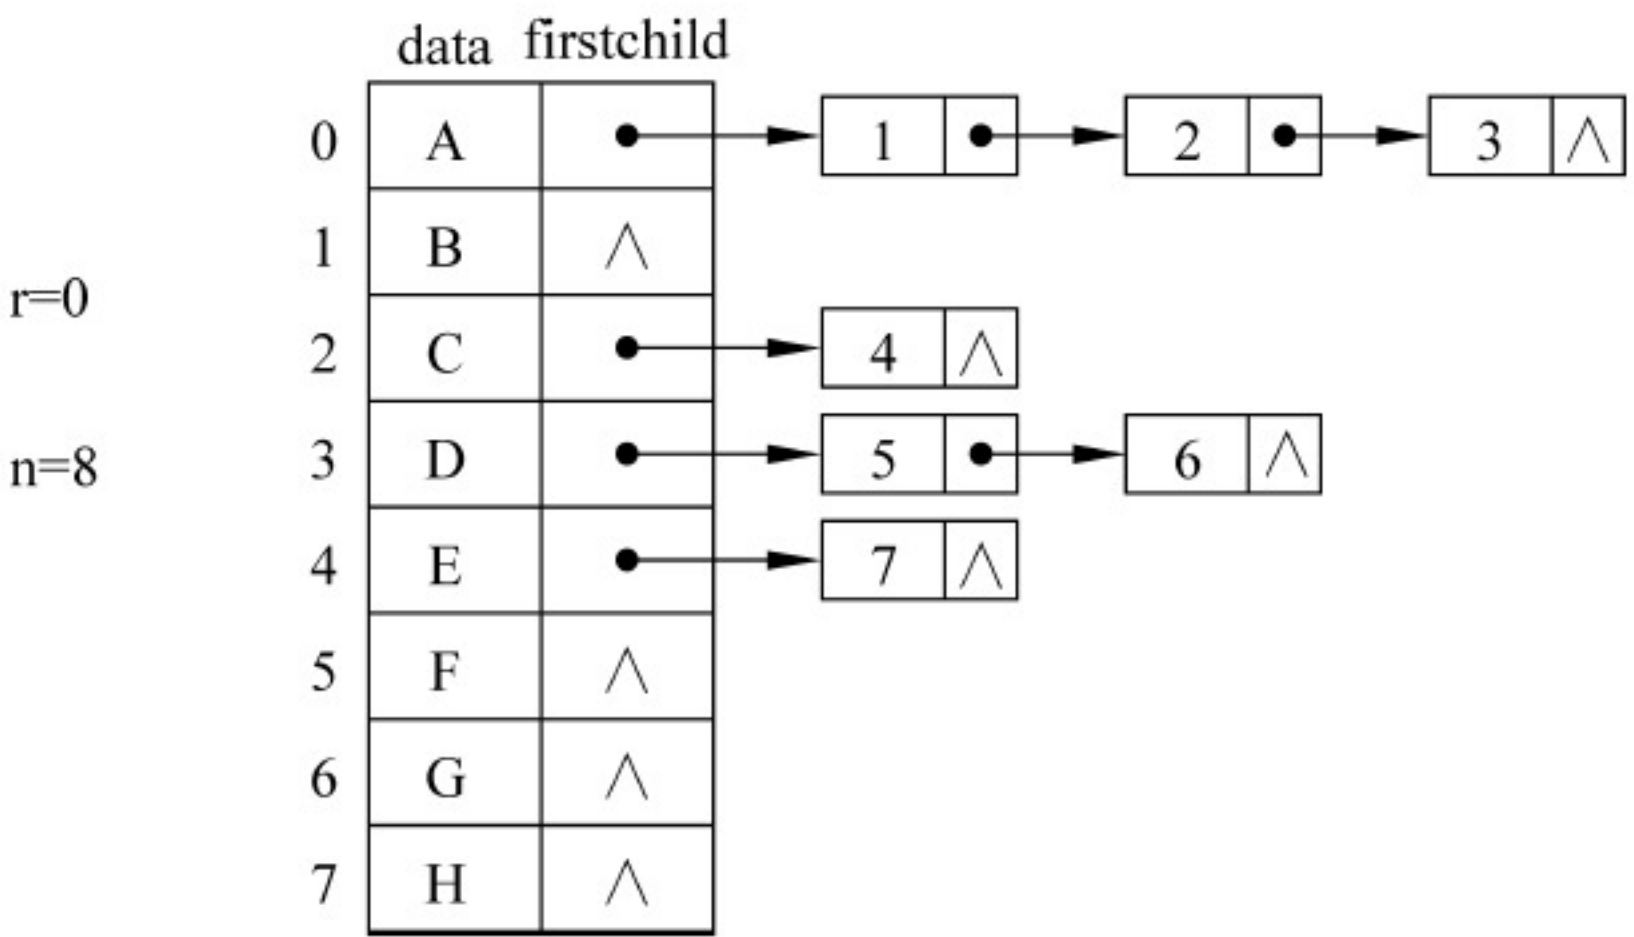 data firstchild
0 A 1 2 3 ∧
1 B ∧
r=0
2 C 4 ∧
3 D 5 6 ∧
n=8
4 E 7 ∧
5 F ∧
6 G ∧
7 H ∧